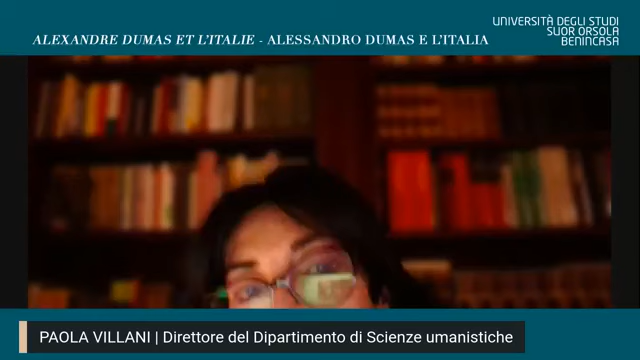 ALEXANDRE DUMAS ET L'ITALIE - ALESSANDRO DUMAS E L'ITALIA
UNIVERSITÀ DEGLI STUDI
SUOR ORSOLA
BENINCASA
PAOLA VILLANI | Direttore del Dipartimento di Scienze umanistiche